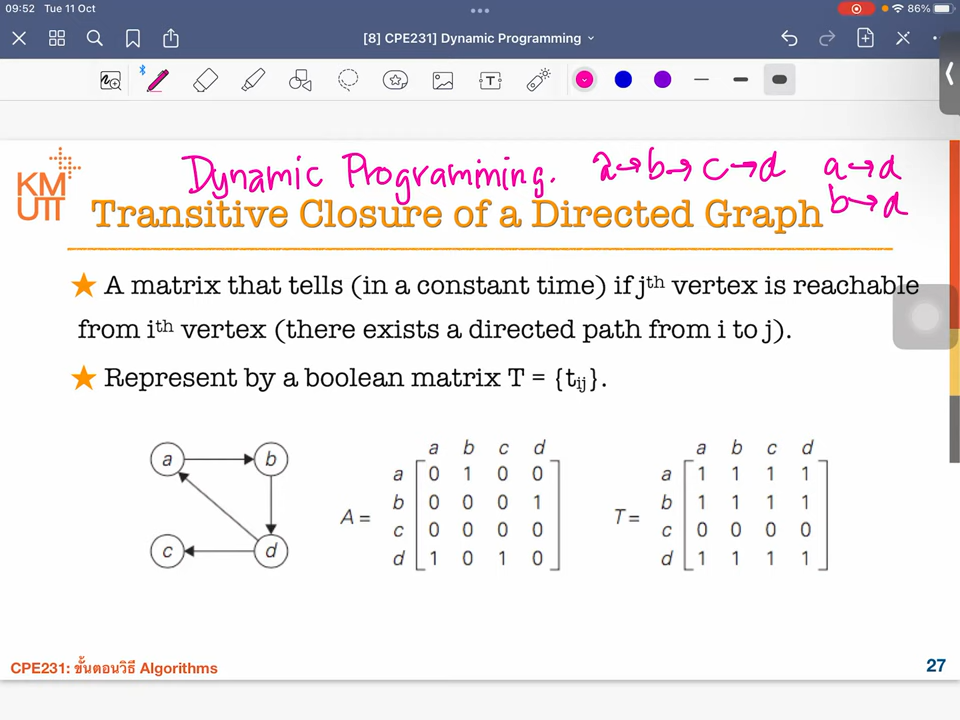 09:52 Tue 11 Oct 86%
[8] CPE231] Dynamic Programming
T
KMUTT
Dynamic Programming. a→b→c→d a→d
b→d
Transitive Closure of a Directed Graph
★ A matrix that tells (in a constant time) if jth vertex is reachable
from ith vertex (there exists a directed path from i to j).
★ Represent by a boolean matrix T = {tij}.
a b
c d
a b c d
a 0 1 0 0
A = b 0 0 0 1
c 0 0 0 0
d 1 0 1 0
a b c d
a 1 1 1 1
T = b 1 1 1 1
c 0 0 0 0
d 1 1 1 1
CPE231: ขั้นตอนวิธี Algorithms 27